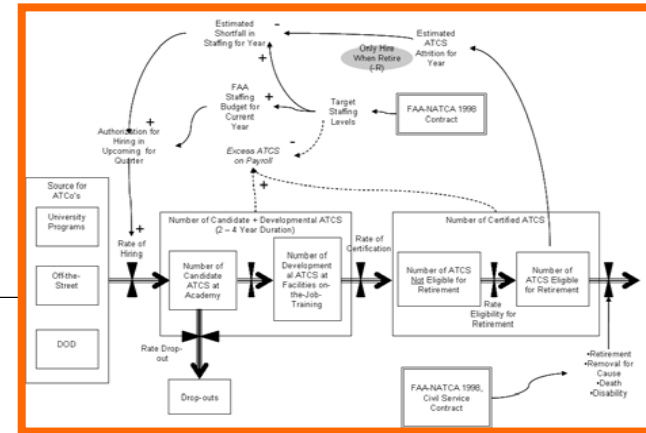 Estimated
Shortfall in
Staffing for Year
-
Estimated
ATCS
Attrition for
Year
Only Hire
When Retire
(-R)
+
+
FAA
Staffing
Budget for
Current
Year
+
Target
Staffing
Levels
FAA-NATCA 1998
Contract
+
Authorization for
Hiring in
Upcoming for
Quarter
-
Excess ATCS
on Payroll
+
Source for
ATCo's
University
Programs
Off-the-
Street
DOD
+
Rate of
Hiring
Number of Candidate + Developmental ATCS
(2 – 4 Year Duration)
Number of
Candidate
ATCS at
Academy
Number of
Development
al ATCS at
Facilities on-
the-Job-
Training
Rate of
Certification
Number of Certified ATCS
Number of ATCS
Not Eligible for
Retirement
Rate
Eligibility for
Retirement
Number of
ATCS Eligible
for Retirement
Rate Drop-
out
Drop-outs
FAA-NATCA 1998,
Civil Service
Contract
•Retirement
•Removal for
Cause
•Death
•Disability